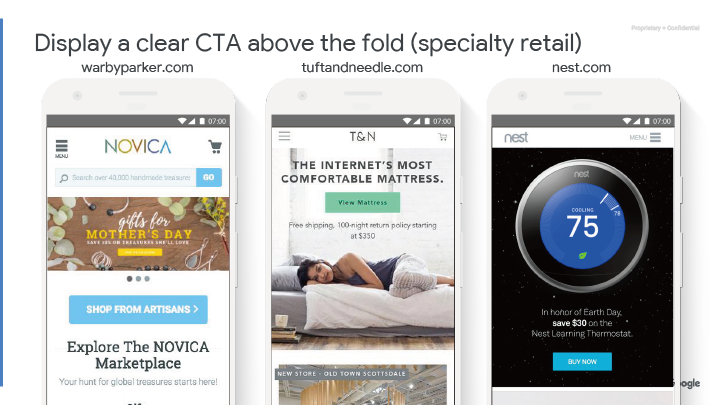 Proprietary + Confidential
Display a clear CTA above the fold (specialty retail)
warbyparker.com
tuftandneedle.com
nest.com
07:00
MENU
NOVICA
Search over 40,000 handmade treasures
GO
gifts for
MOTHER'S DAY
SAVE 15% ON TREASURES SHE'LL LOVE
SHOP FROM ARTISANS >
Explore The NOVICA
Marketplace
Your hunt for global treasures starts here!
07:00
T&N
THE INTERNET'S MOST
COMFORTABLE MATTRESS.
View Mattress
Free shipping, 100-night return policy starting
at $350
NEW STORE - OLD TOWN SCOTTSDALE
07:00
nest
MENU
nest
COOLING
75
78
In honor of Earth Day,
save $30 on the
Nest Learning Thermostat.
BUY NOW
oogle